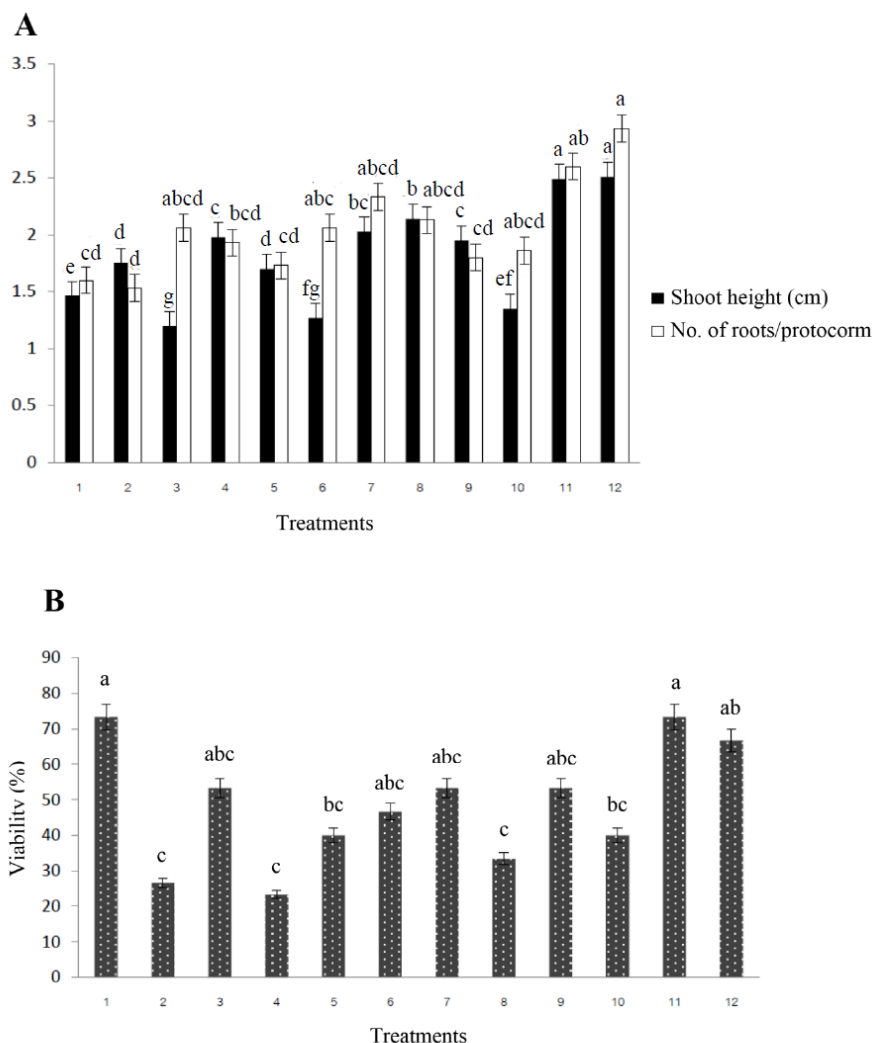 A
3.5
3
2.5
2
1.5
1
0.5
0
e cd d d g abcd c bcd d cd fg abc bc abcd b abcd c cd ef abcd a ab a a
Shoot height (cm)
No. of roots/protocorm
1 2 3 4 5 6 7 8 9 10 11 12
Treatments
B
90
80
70
60
50
40
30
20
10
0
Viability (%)
a c abc c bc abc abc c abc bc a ab
1 2 3 4 5 6 7 8 9 10 11 12
Treatments